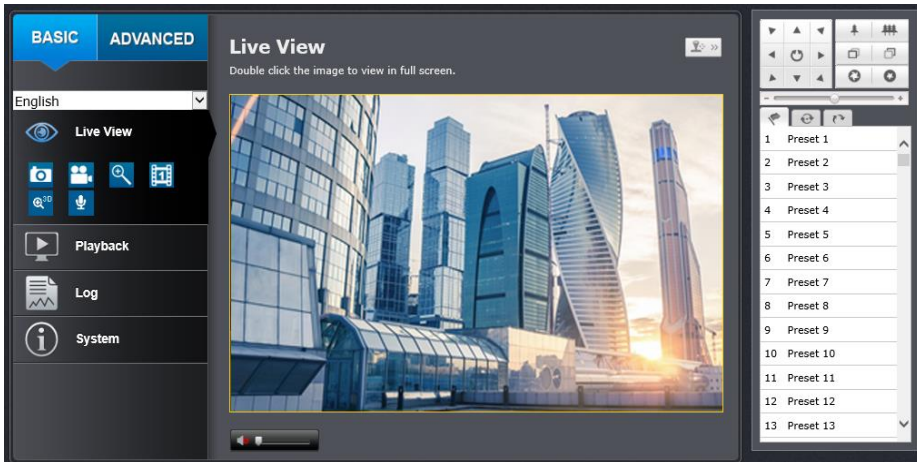 BASIC
ADVANCED
English
Live View
Playback
Log
System
3D
1
Live View
Double click the image to view in full screen.
1 Preset 1
2 Preset 2
3 Preset 3
4 Preset 4
5 Preset 5
6 Preset 6
7 Preset 7
8 Preset 8
9 Preset 9
10 Preset 10
11 Preset 11
12 Preset 12
13 Preset 13